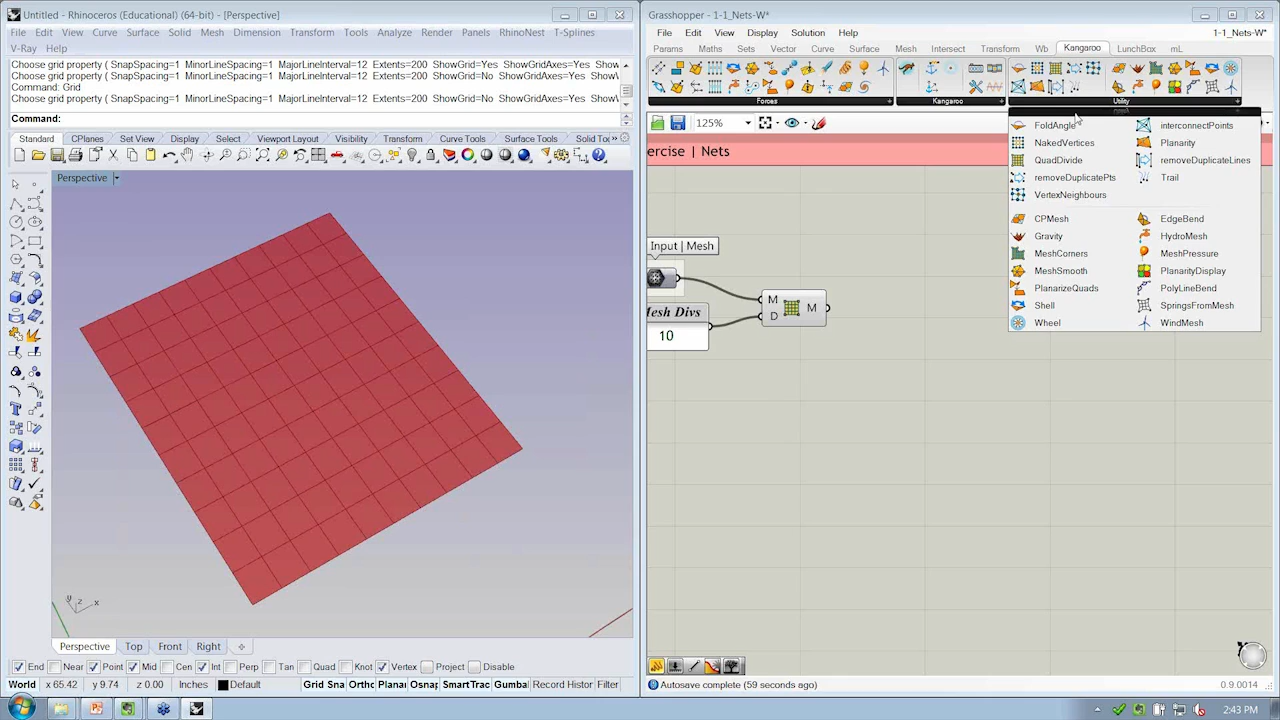 Untitled - Rhinoceros (Educational) (64-bit) - [Perspective]
File Edit View Curve Surface Solid Mesh Dimension Transform Tools Analyze Render Panels RhinoNest T-Splines
V-Ray Help
Choose grid property ( SnapSpacing=1 MinorLineSpacing=1 MajorLineInterval=12 Extents=200 ShowGrid=Yes ShowGridAxes=Yes Show
Choose grid property ( SnapSpacing=1 MinorLineSpacing=1 MajorLineInterval=12 Extents=200 ShowGrid=No ShowGridAxes=Yes Show
Command: Grid
Choose grid property ( SnapSpacing=1 MinorLineSpacing=1 MajorLineInterval=12 Extents=200 ShowGrid=No ShowGridAxes=Yes Show
Command:
Standard CPlanes Set View Display Select Viewport Layout Visibility Transform Curve Tools Surface Tools Solid Too
Perspective
y z x
Perspective Top Front Right
End Near Point Mid Cen Int Perp Tan Quad Knot Vertex Project Disable
World x 65.42 y 9.74 z 0.00 Inches Default Grid Sna Ortho Planar Osnap SmartTrac Gumba Record Histor Filter
Grasshopper - 1-1_Nets-W*
File Edit View Display Solution Help 1-1_Nets-W*
Params Maths Sets Vector Curve Surface Mesh Intersect Transform Wb Kangaroo LunchBox mL
Forces Kangaroo Utility
125%
ercise | Nets
Input | Mesh
Mesh Divs
10
M
D
M
FoldAngle interconnectPoints
NakedVertices Planarity
QuadDivide removeDuplicateLines
removeDuplicatePts Trail
VertexNeighbours
CPMesh EdgeBend
Gravity HydroMesh
MeshCorners MeshPressure
MeshSmooth PlanarityDisplay
PlanarizeQuads PolyLineBend
Shell SpringsFromMesh
Wheel WindMesh
Autosave complete (59 seconds ago) 0.9.0014
2:43 PM